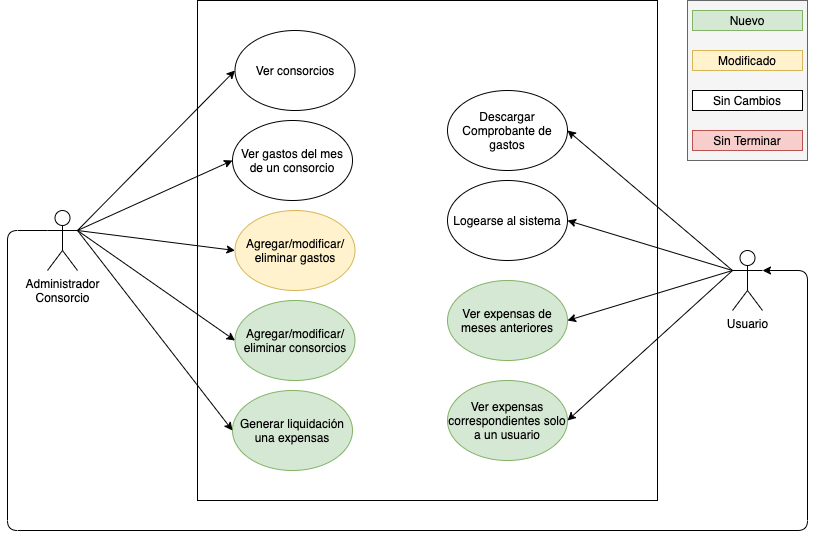 Ver consorcios
Ver gastos del mes
de un consorcio
Agregar/modificar/
eliminar gastos
Agregar/modificar/
eliminar consorcios
Generar liquidación
una expensas
Administrador
Consorcio
Descargar
Comprobante de
gastos
Logearse al sistema
Ver expensas de
meses anteriores
Ver expensas
correspondientes solo
a un usuario
Usuario
Nuevo
Modificado
Sin Cambios
Sin Terminar